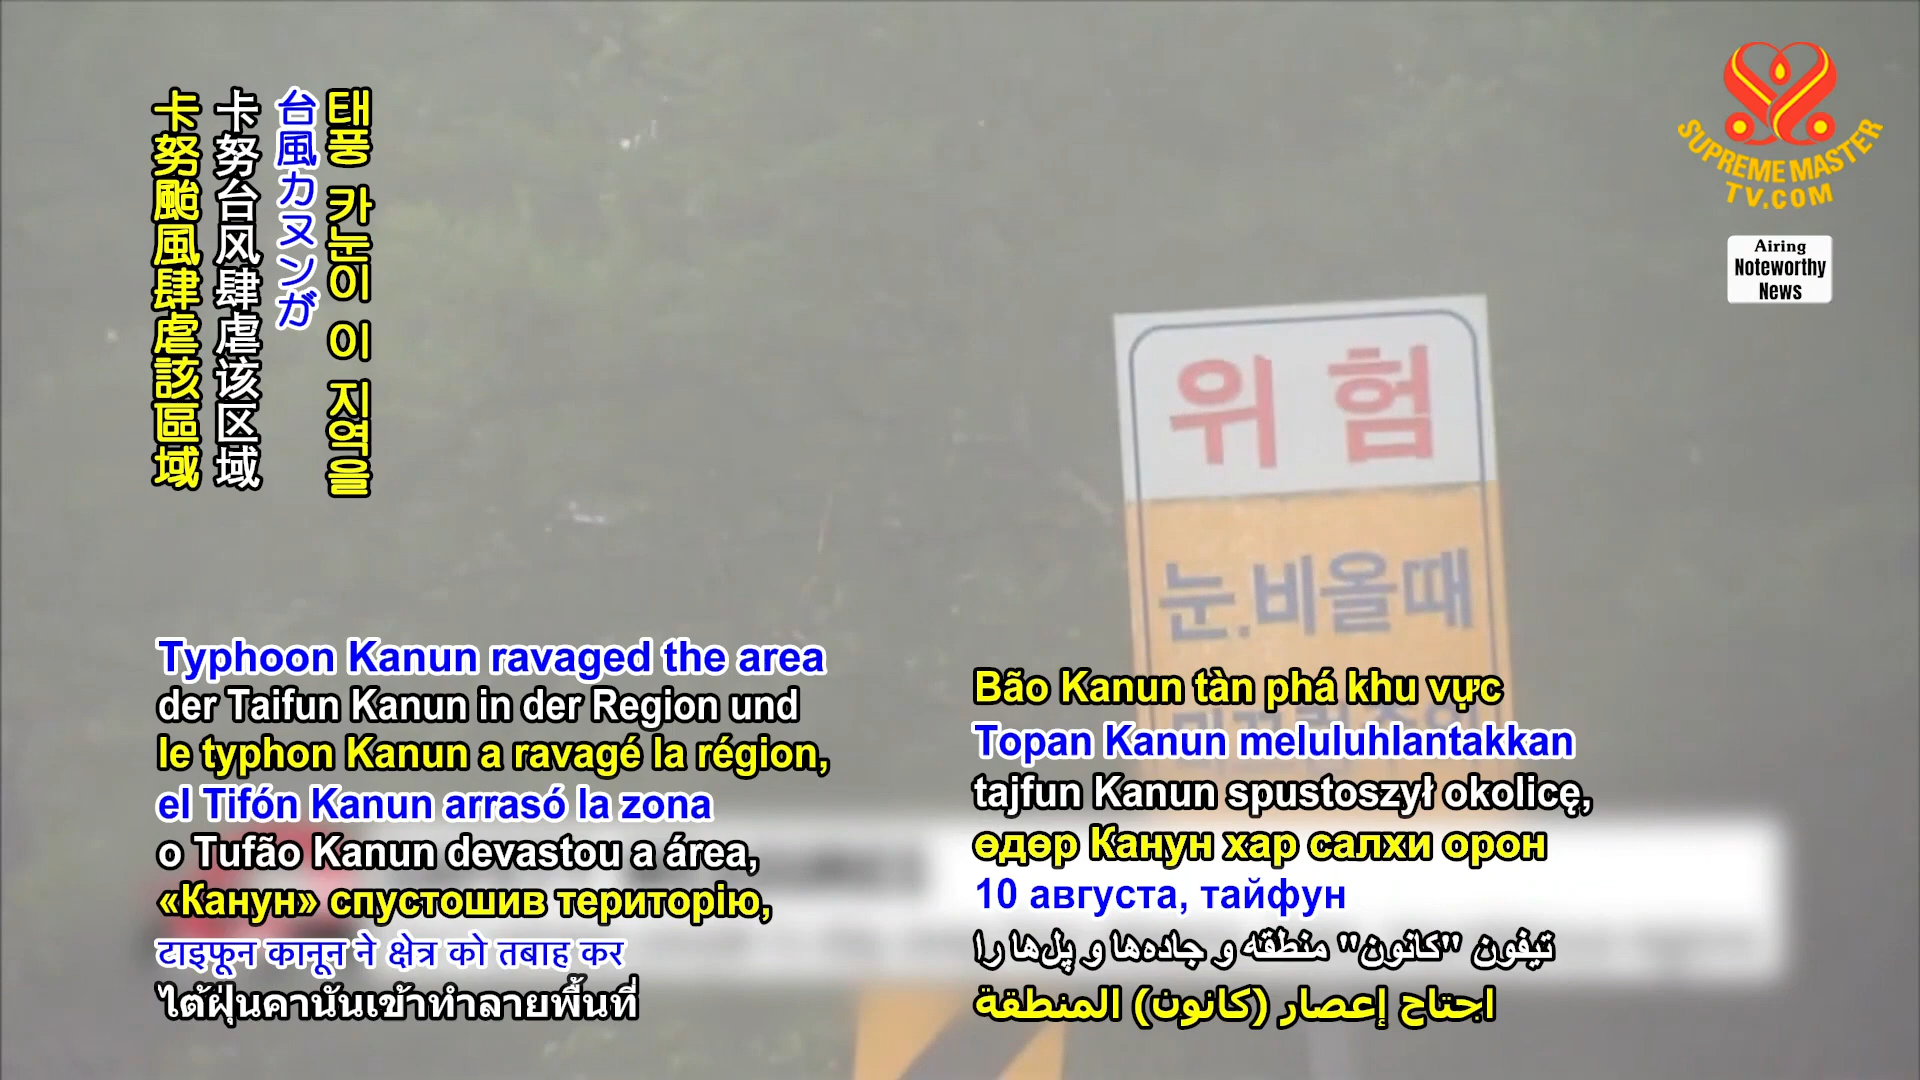 卡努颱風肆虐該區域
卡努台风肆虐该区域
台風カヌンが
태풍 카눈이 이 지역을
SUPREME MASTER
TV.COM
Airing
Noteworthy
News
위험
눈.비올때
Typhoon Kanun ravaged the area
der Taifun Kanun in der Region und
le typhon Kanun a ravagé la région,
el Tifón Kanun arrasó la zona
o Tufão Kanun devastou a área,
«Канун» спустошив територію,
टाइफून कानून ने क्षेत्र को तबाह कर
ไต้ฝุ่นคานันเข้าทำลายพื้นที่
Bão Kanun tàn phá khu vực
Topan Kanun meluluhlantakkan
tajfun Kanun spustoszył okolicę,
өдөр Канун хар салхи орон
10 августа, тайфун
تیفون "کانون" منطقه و جاده‌ها و پل‌ها را
اجتاح إعصار (كانون) المنطقة